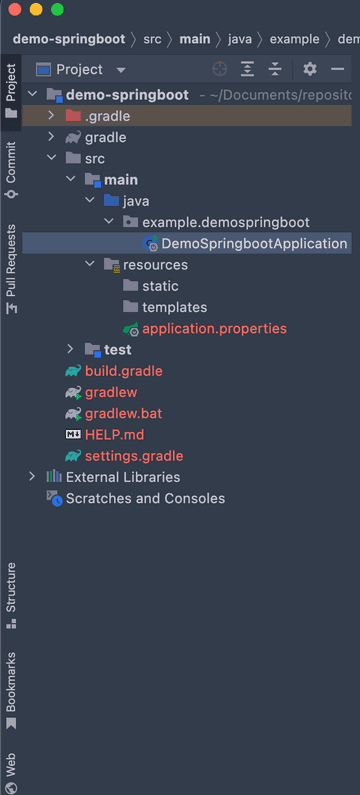 demo-springboot 〉 src 〉 main 〉 java 〉 example 〉 dem
Project
demo-springboot - ~/Documents/reposito
.gradle
gradle
src
main
java
example.demospringboot
DemoSpringbootApplication
resources
static
templates
application.properties
test
build.gradle
gradlew
gradlew.bat
HELP.md
settings.gradle
External Libraries
Scratches and Consoles
Project
Commit
Pull Requests
Structure
Bookmarks
Web